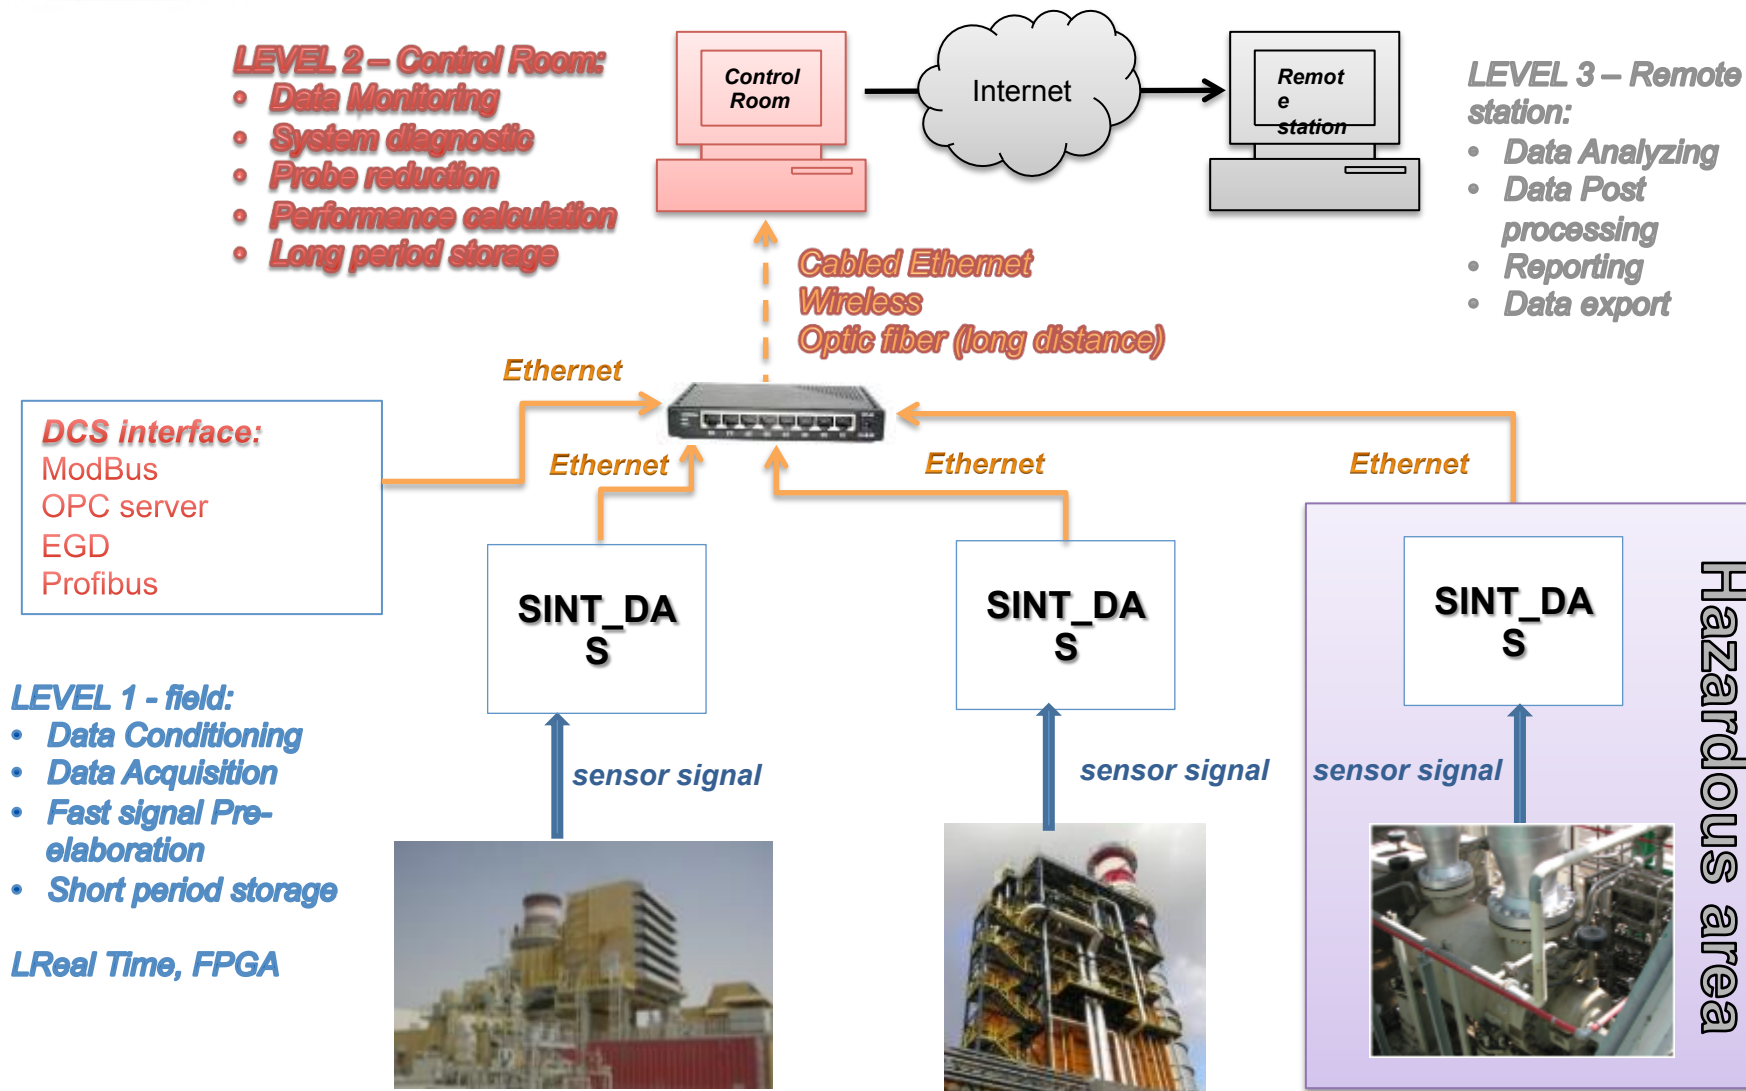 LEVEL 2 – Control Room:
• Data Monitoring
• System diagnostic
• Probe reduction
• Performance calculation
• Long period storage
Control
Room
Internet
Remot
e
station
LEVEL 3 – Remote
station:
• Data Analyzing
• Data Post
processing
• Reporting
• Data export
Cabled Ethernet
Wireless
Optic fiber (long distance)
Ethernet
DCS interface:
ModBus
OPC server
EGD
Profibus
Ethernet
Ethernet
Ethernet
SINT_DA
S
SINT_DA
S
SINT_DA
S
Hazardous area
LEVEL 1 - field:
• Data Conditioning
• Data Acquisition
• Fast signal Pre-
elaboration
• Short period storage
LReal Time, FPGA
sensor signal
sensor signal
sensor signal